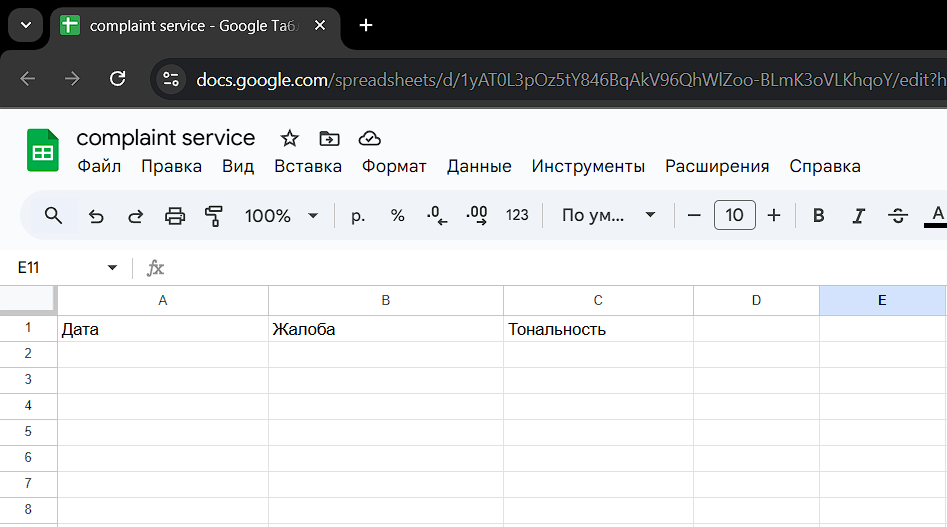 complaint service - Google Таб
docs.google.com/spreadsheets/d/1yAT0L3pOz5tY846BqAkV96QhWlZoo-BLmK3oVLKhqoY/edit?h
complaint service
Файл Правка Вид Вставка Формат Данные Инструменты Расширения Справка
100% р. % .0 .00 123 По ум... 10 B I S A
E11 fx
A B C D E
1 Дата Жалоба Тональность
2
3
4
5
6
7
8